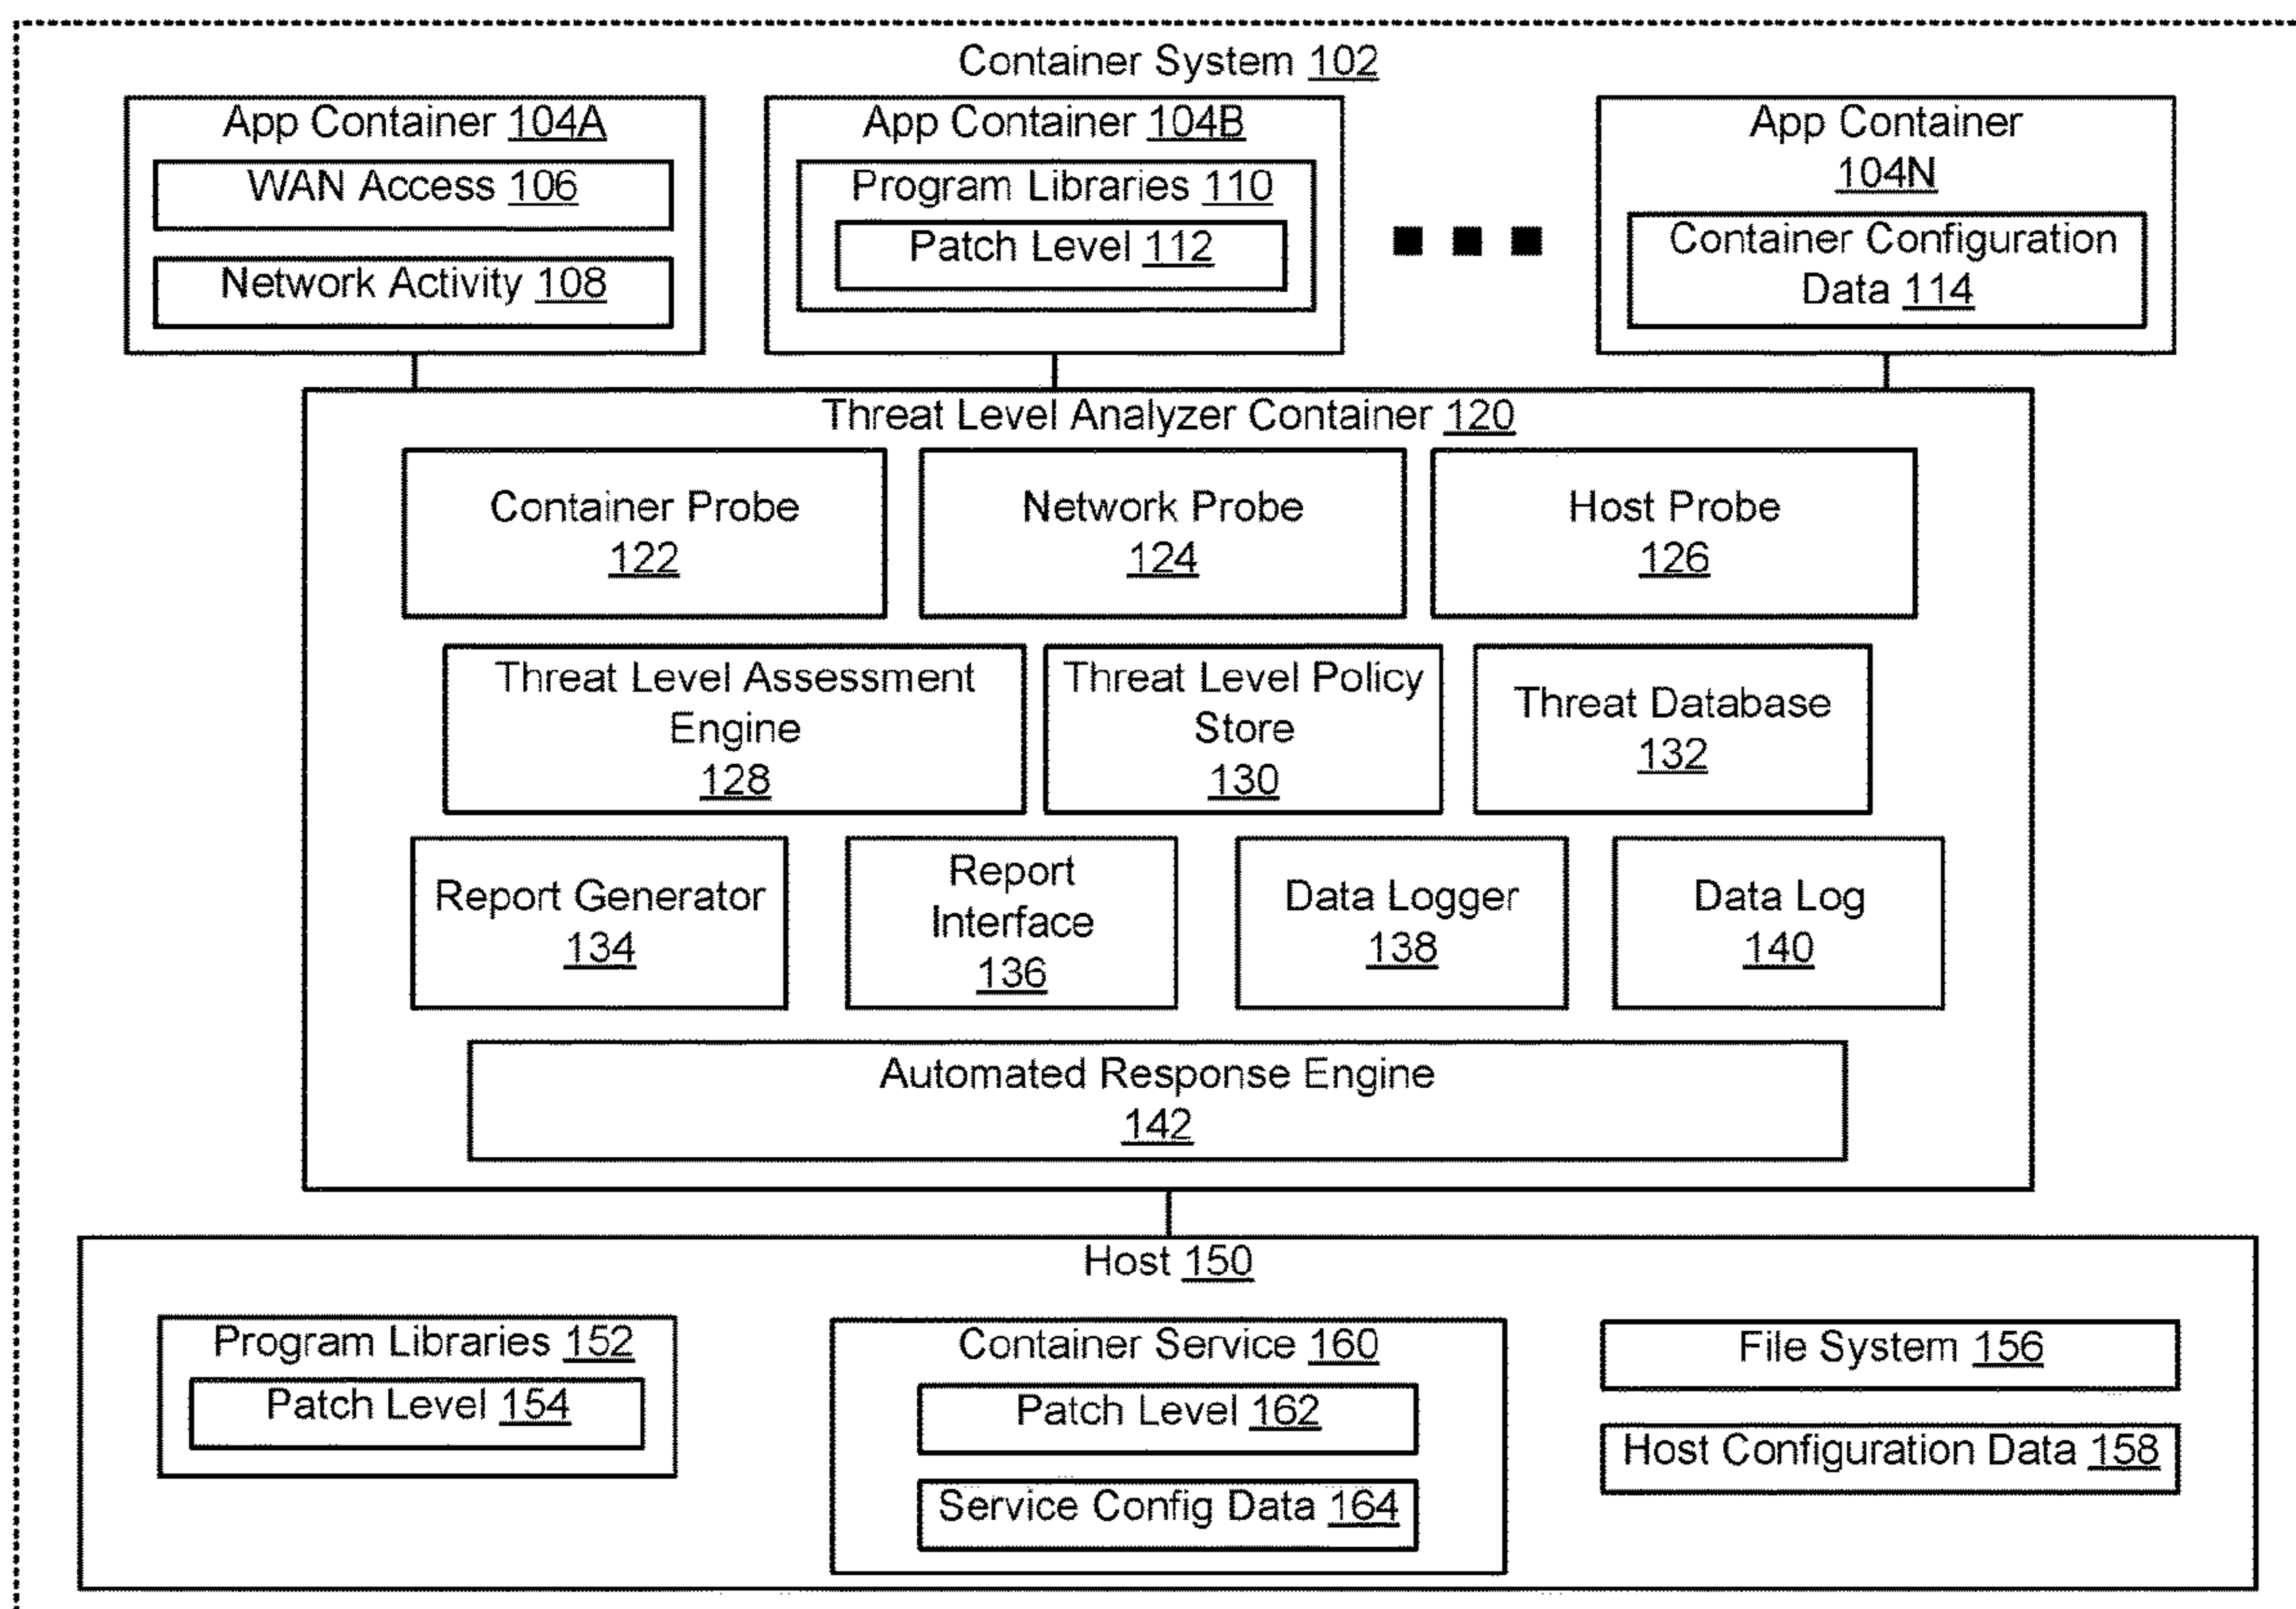 Container System 102
App Container 104A
WAN Access 106
Network Activity 108
App Container 104B
Program Libraries 110
Patch Level 112
App Container
104N
Container Configuration
Data 114
Threat Level Analyzer Container 120
Container Probe
122
Network Probe
124
Host Probe
126
Threat Level Assessment
Engine
128
Threat Level Policy
Store
130
Threat Database
132
Report Generator
134
Report
Interface
136
Data Logger
138
Data Log
140
Automated Response Engine
142
Host 150
Program Libraries 152
Patch Level 154
Container Service 160
Patch Level 162
Service Config Data 164
File System 156
Host Configuration Data 158